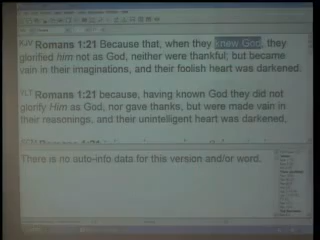 KJV Romans 1:21 Because that, when they knew God, they
glorified him not as God, neither were thankful; but became
vain in their imaginations, and their foolish heart was darkened.
YLT Romans 1:21 because, having known God they did not
glorify Him as God, nor gave thanks, but were made vain
in their reasonings, and their unintelligent heart was darkened,
Romans 1:21
There is no auto-info data for this version and/or word.